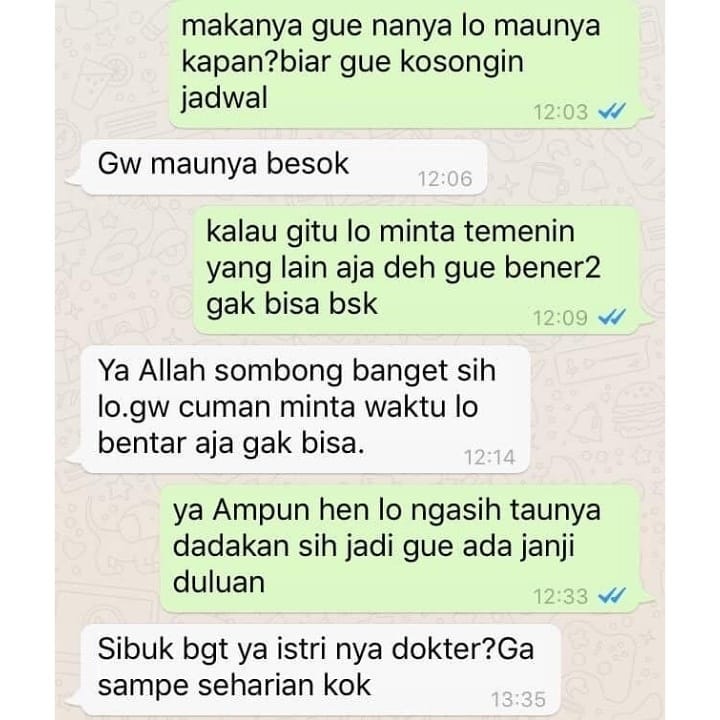 makanya gue nanya lo maunya
kapan?biar gue kosongin
jadwal
12:03
Gw maunya besok
12:06
kalau gitu lo minta temenin
yang lain aja deh gue bener2
gak bisa bsk
12:09
Ya Allah sombong banget sih
lo.gw cuman minta waktu lo
bentar aja gak bisa.
12:14
ya Ampun hen lo ngasih taunya
dadakan sih jadi gue ada janji
duluan
12:33
Sibuk bgt ya istri nya dokter?Ga
sampe seharian kok
13:35